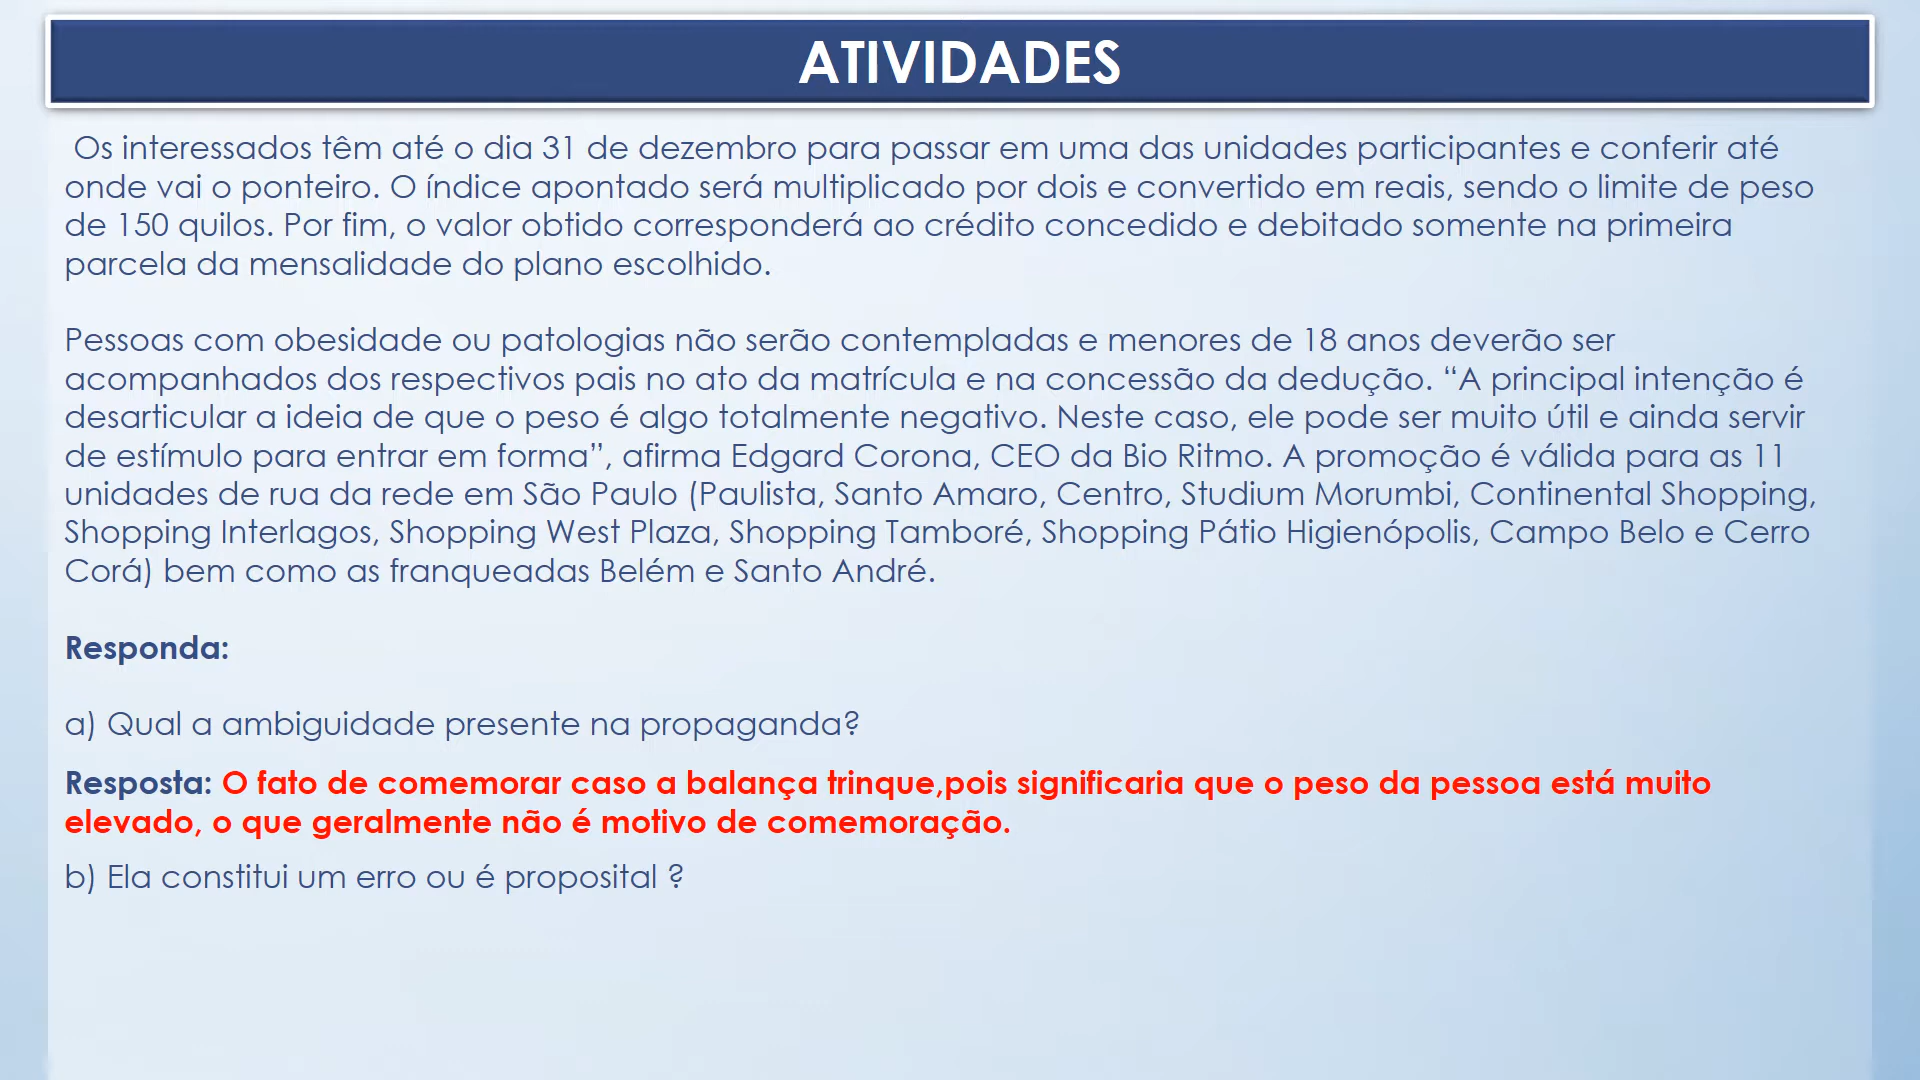 ATIVIDADES
Os interessados têm até o dia 31 de dezembro para passar em uma das unidades participantes e conferir até
onde vai o ponteiro. O índice apontado será multiplicado por dois e convertido em reais, sendo o limite de peso
de 150 quilos. Por fim, o valor obtido corresponderá ao crédito concedido e debitado somente na primeira
parcela da mensalidade do plano escolhido.
Pessoas com obesidade ou patologias não serão contempladas e menores de 18 anos deverão ser
acompanhados dos respectivos pais no ato da matrícula e na concessão da dedução. “A principal intenção é
desarticular a ideia de que o peso é algo totalmente negativo. Neste caso, ele pode ser muito útil e ainda servir
de estímulo para entrar em forma”, afirma Edgard Corona, CEO da Bio Ritmo. A promoção é válida para as 11
unidades de rua da rede em São Paulo (Paulista, Santo Amaro, Centro, Studium Morumbi, Continental Shopping,
Shopping Interlagos, Shopping West Plaza, Shopping Tamboré, Shopping Pátio Higienópolis, Campo Belo e Cerro
Corá) bem como as franqueadas Belém e Santo André.
Responda:
a) Qual a ambiguidade presente na propaganda?
Resposta: O fato de comemorar caso a balança trinque,pois significaria que o peso da pessoa está muito
elevado, o que geralmente não é motivo de comemoração.
b) Ela constitui um erro ou é proposital ?